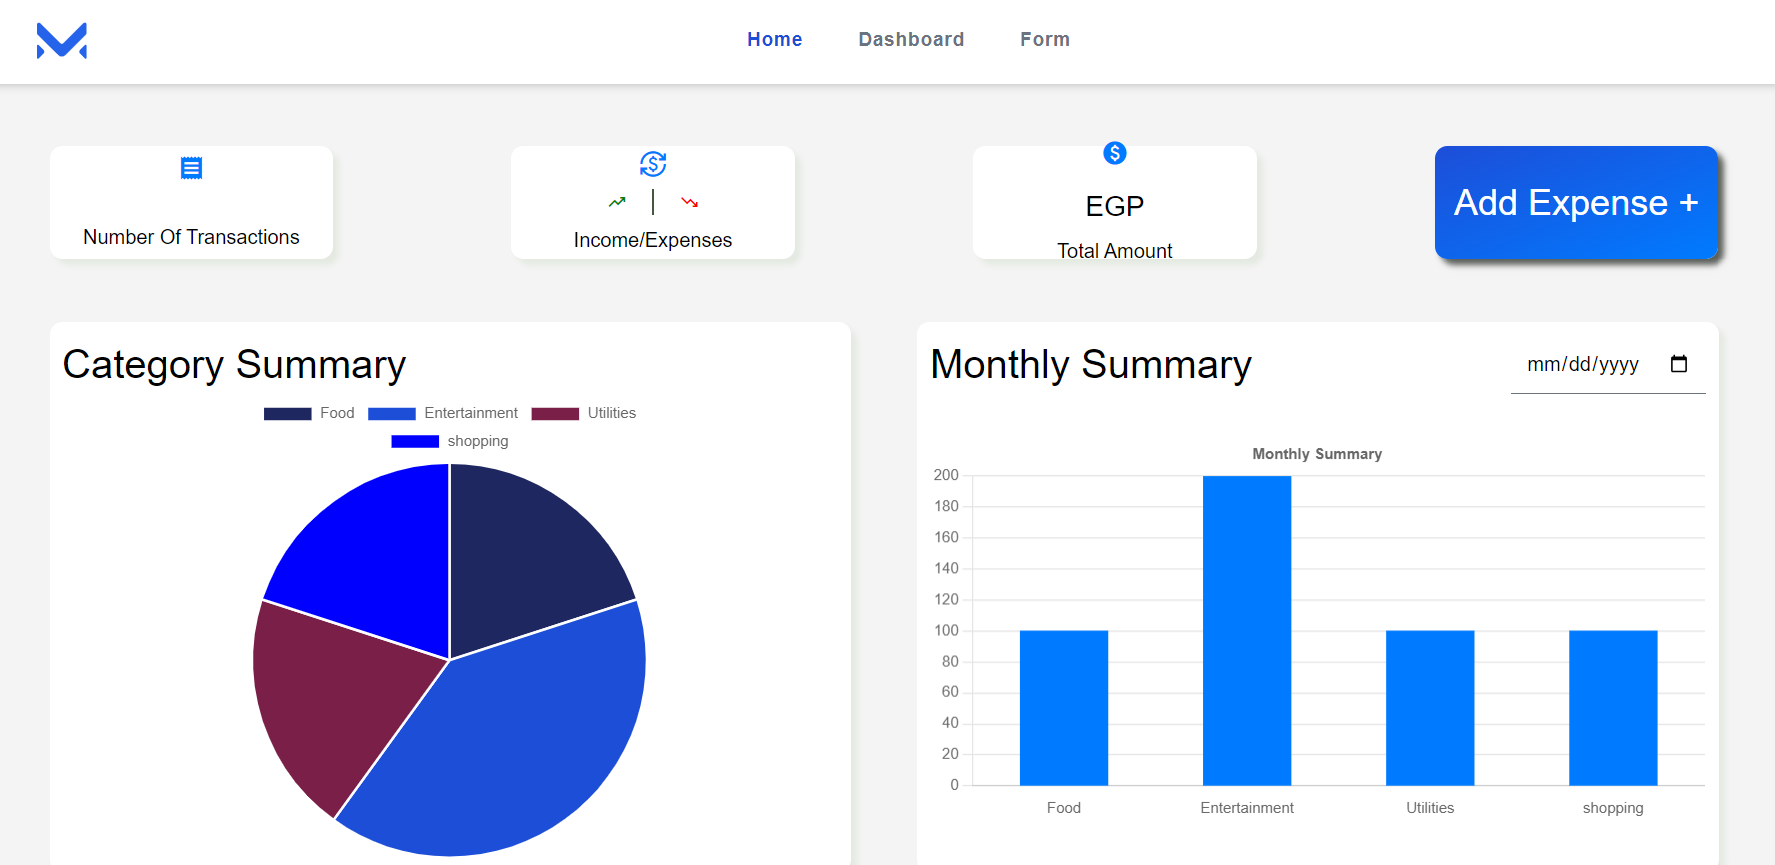 Home Dashboard Form
Number Of Transactions
Income/Expenses
EGP
Total Amount
Add Expense +
Category Summary
Food Entertainment Utilities
shopping
Monthly Summary
mm/dd/yyyy
Monthly Summary
200
180
160
140
120
100
80
60
40
20
0
Food Entertainment Utilities shopping